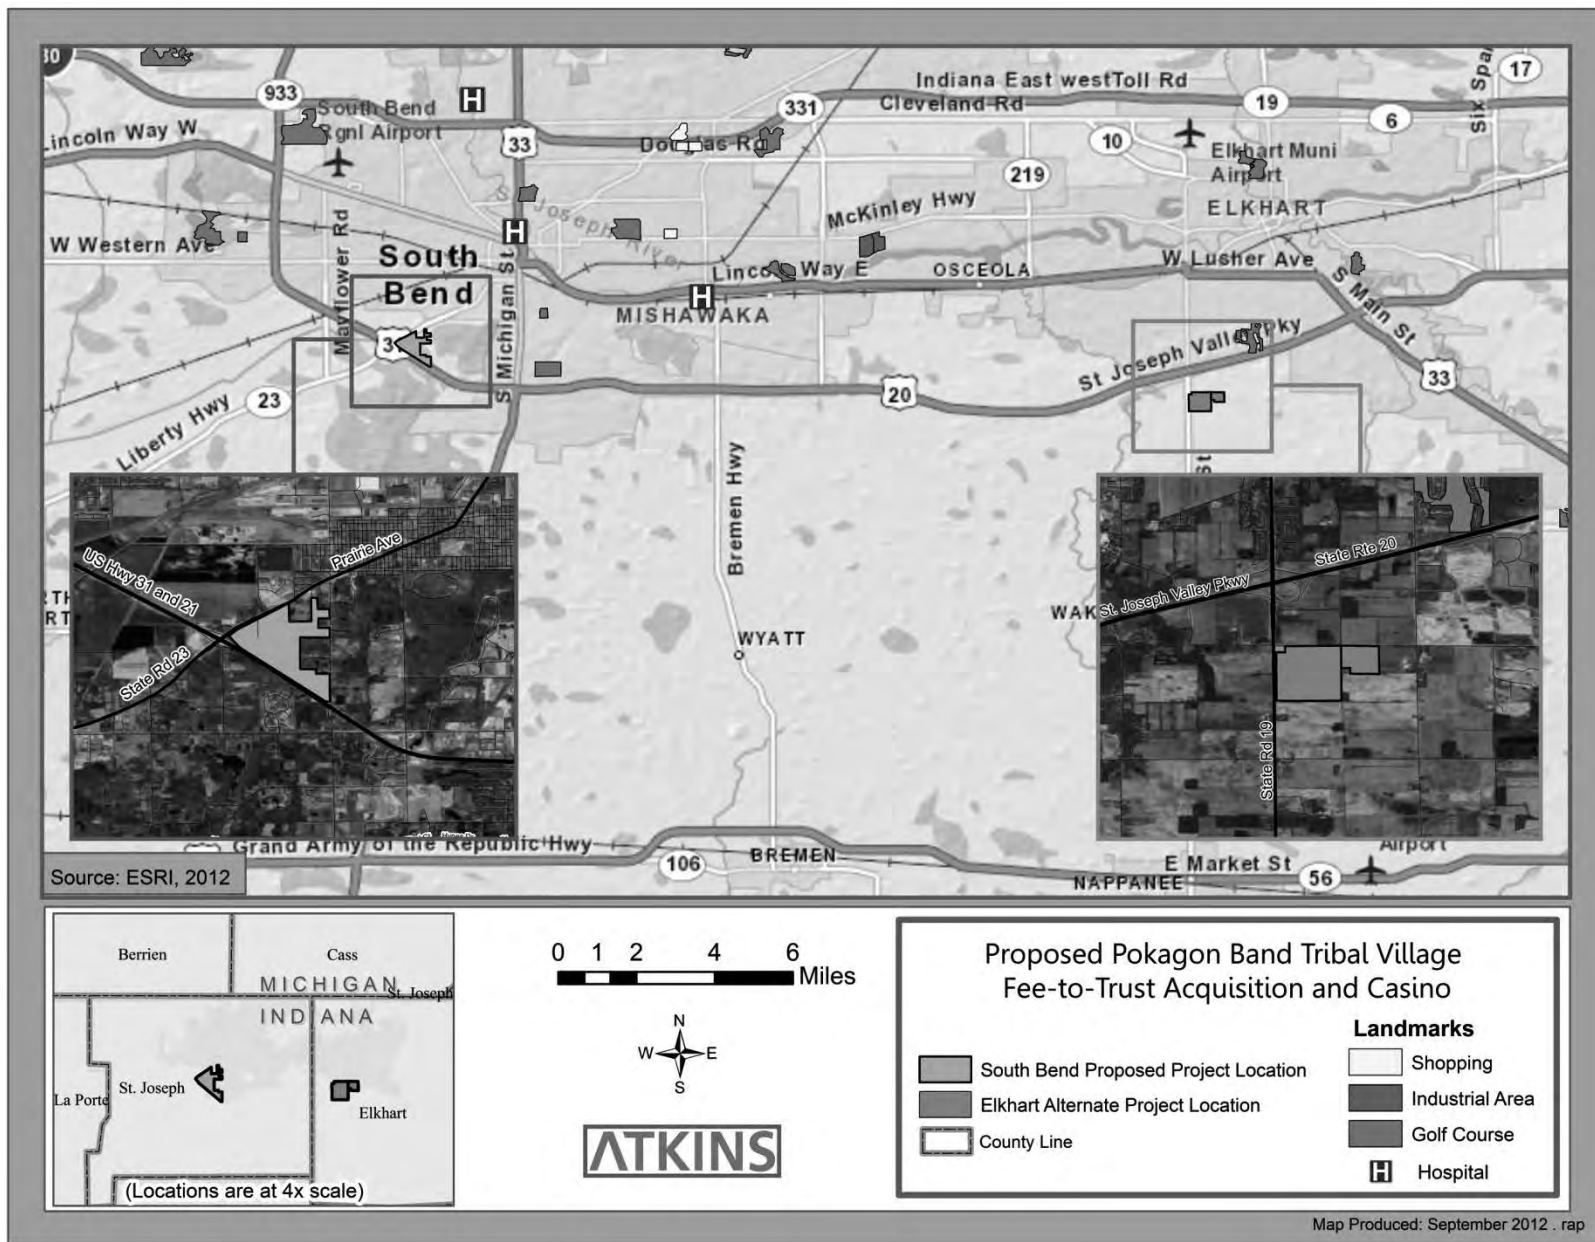 Indiana East westToll Rd
17
Six Spa
933
331
Cleveland Rd
19
6
South Bend
Rgnl Airport
Lincoln Way W
33
Douglas Rd
10
Elkhart Muni
Airport
219
S
Joseph River
McKinley Hwy
ELKHART
W Western Ave
Mayflower Rd
South
Bend
S Michigan St
Lincoln Way E
OSCEOLA
W Lusher Ave
MISHAWAKA
S Main St
St Joseph Valley Pky
33
20
23
Liberty Hwy
St
Bremen Hwy
WYATT
WAK
US Hwy 31 and 21
Prairie Ave
State Rd 23
State Rte 20
St. Joseph Valley Pkwy
State Rd 19
Grand Army of the Republic Hwy
106
BREMEN
E Market St
Airport
NAPPANEE
56
Source: ESRI, 2012
Berrien
Cass
MICHIGAN
St. Joseph
INDIANA
La Porte
St. Joseph
Elkhart
(Locations are at 4x scale)
0 1 2 4 6
Miles
N
W E
S
ATKINS
Proposed Pokagon Band Tribal Village
Fee-to-Trust Acquisition and Casino
South Bend Proposed Project Location
Elkhart Alternate Project Location
County Line
Landmarks
Shopping
Industrial Area
Golf Course
H Hospital
Map Produced: September 2012 . rap